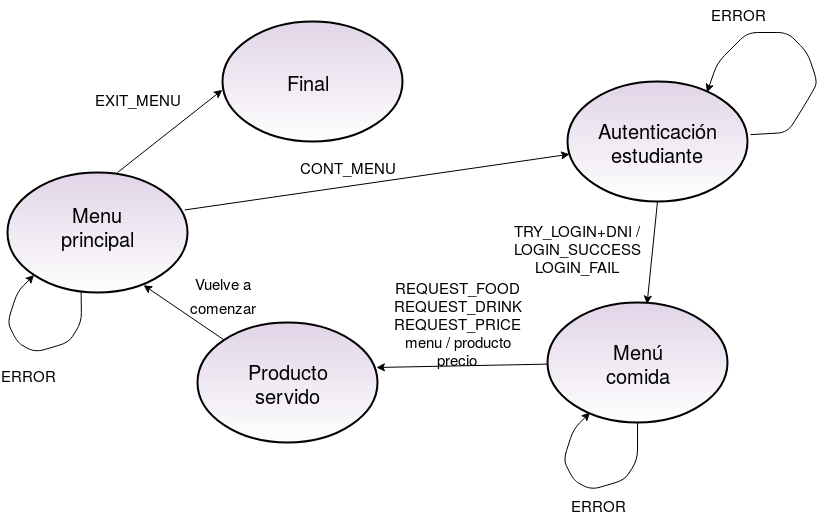 ERROR
Final
EXIT_MENU
Autenticación
estudiante
CONT_MENU
Menu
principal
TRY_LOGIN+DNI /
LOGIN_SUCCESS
LOGIN_FAIL
Vuelve a
comenzar
REQUEST_FOOD
REQUEST_DRINK
REQUEST_PRICE
menu / producto
precio
Menú
comida
Producto
servido
ERROR
ERROR